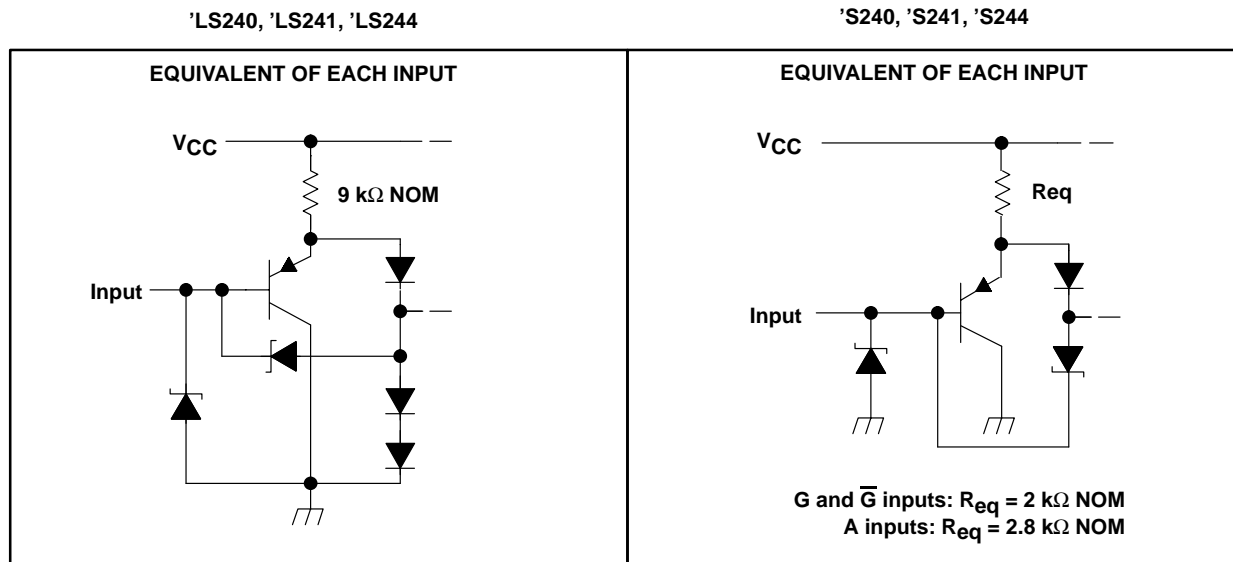 ’LS240, ’LS241, ’LS244
EQUIVALENT OF EACH INPUT
VCC
9 kΩ NOM
Input
’S240, ’S241, ’S244
EQUIVALENT OF EACH INPUT
VCC
Req
Input
G and G̅ inputs: Req = 2 kΩ NOM
A inputs: Req = 2.8 kΩ NOM